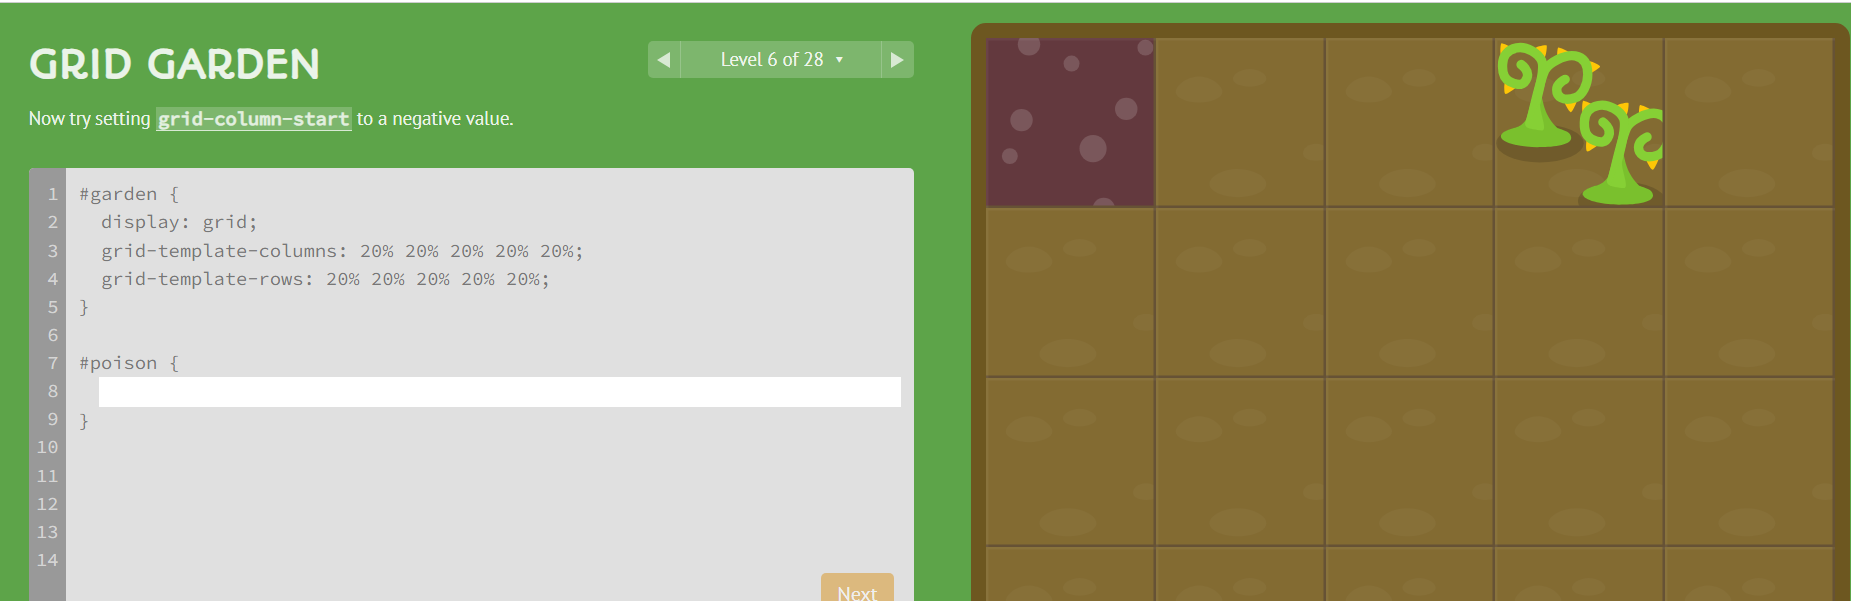 GRID GARDEN
◀ Level 6 of 28 ▼ ▶
Now try setting grid-column-start to a negative value.
1 #garden {
2   display: grid;
3   grid-template-columns: 20% 20% 20% 20% 20%;
4   grid-template-rows: 20% 20% 20% 20% 20%;
5 }
6
7 #poison {
8
9 }
10
11
12
13
14
Next